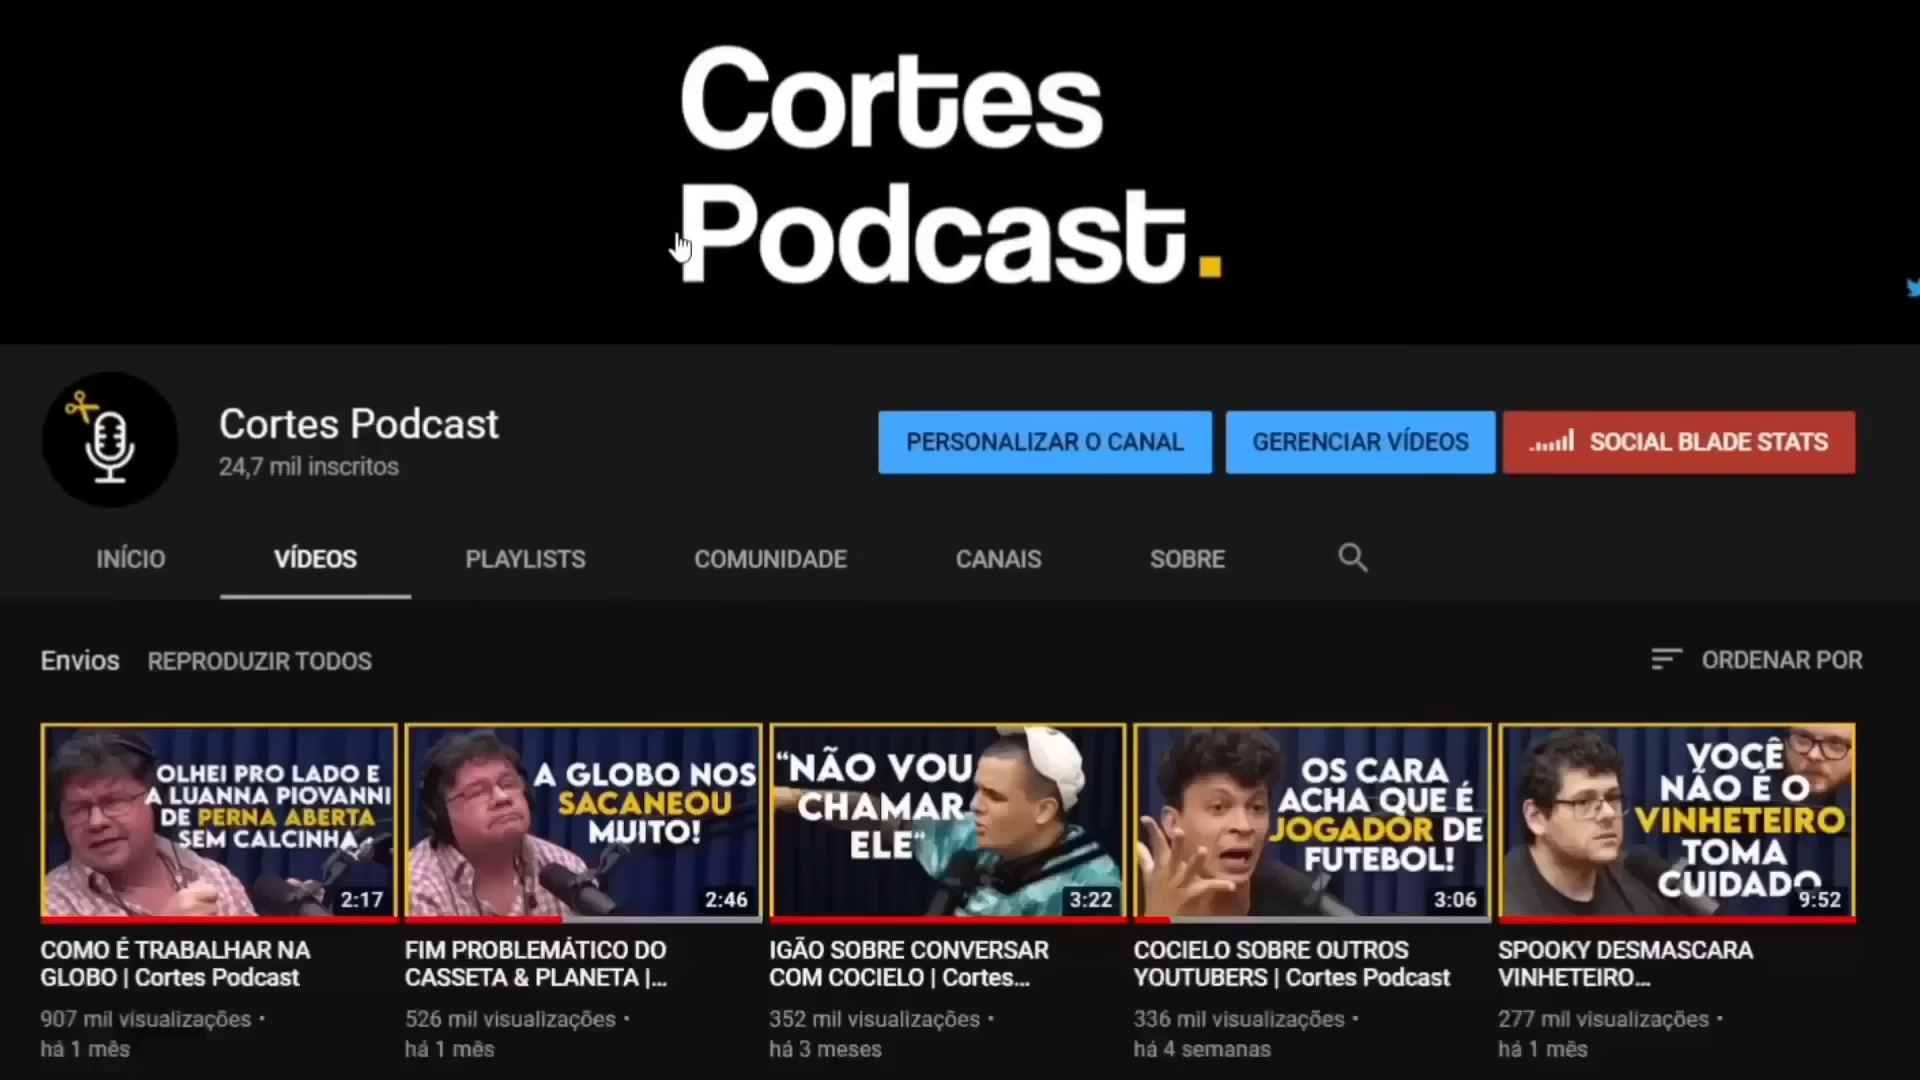 Cortes
Podcast.
Cortes Podcast
24,7 mil inscritos
PERSONALIZAR O CANAL
GERENCIAR VÍDEOS
SOCIAL BLADE STATS
INÍCIO
VÍDEOS
PLAYLISTS
COMUNIDADE
CANAIS
SOBRE
Envios
REPRODUZIR TODOS
ORDENAR POR
OLHEI PRO LADO E
A LUANNA PIOVANNI
DE PERNA ABERTA
SEM CALCINHA..
2:17
COMO É TRABALHAR NA
GLOBO | Cortes Podcast
907 mil visualizações •
há 1 mês
A GLOBO NOS
SACANEOU
MUITO!
2:46
FIM PROBLEMÁTICO DO
CASSETA & PLANETA |...
526 mil visualizações •
há 1 mês
“NÃO VOU
CHAMAR
ELE“
3:22
IGÃO SOBRE CONVERSAR
COM COCIELO | Cortes...
352 mil visualizações •
há 3 meses
OS CARA
ACHA QUE É
JOGADOR DE
FUTEBOL!
3:06
COCIELO SOBRE OUTROS
YOUTUBERS | Cortes Podcast
336 mil visualizações •
há 4 semanas
VOCÊ
NÃO É O
VINHETEIRO
TOMA
CUIDADO
9:52
SPOOKY DESMASCARA
VINHETEIRO...
277 mil visualizações •
há 1 mês